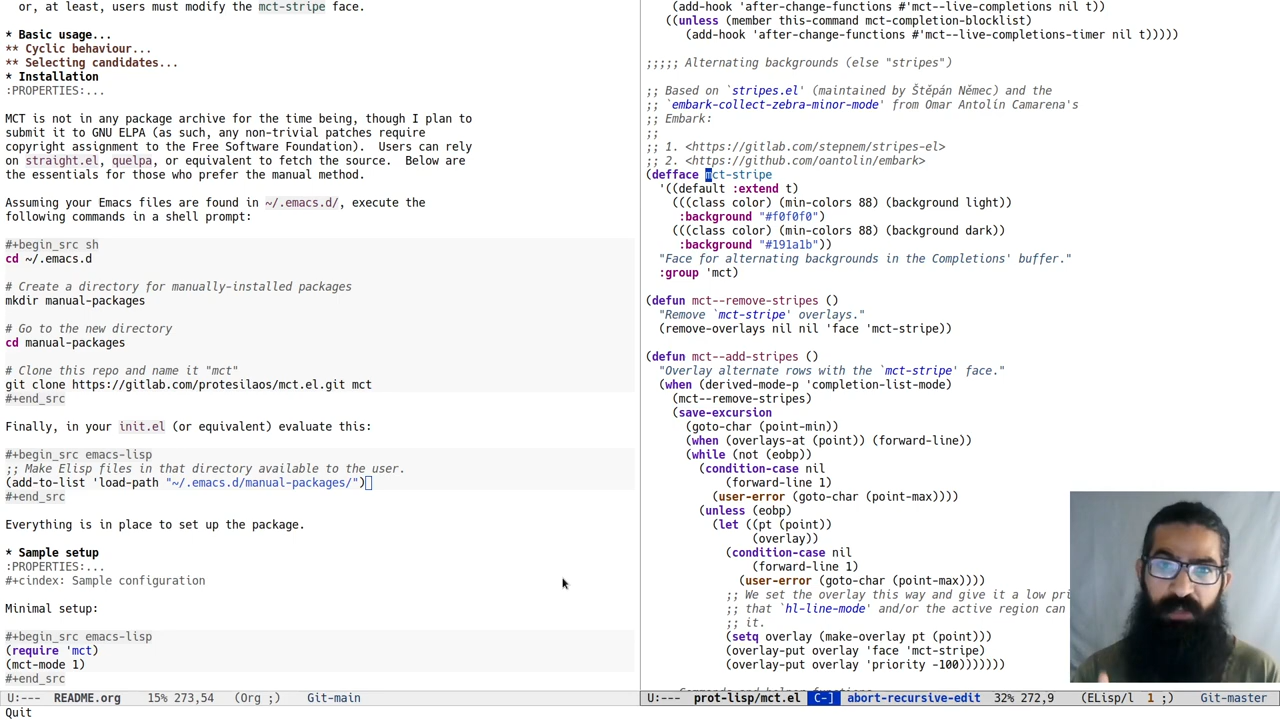 or, at least, users must modify the mct-stripe face.
* Basic usage...
** Cyclic behaviour...
** Selecting candidates...
* Installation
:PROPERTIES:...
MCT is not in any package archive for the time being, though I plan to
submit it to GNU ELPA (as such, any non-trivial patches require
copyright assignment to the Free Software Foundation).  Users can rely
on straight.el, quelpa, or equivalent to fetch the source.  Below are
the essentials for those who prefer the manual method.
Assuming your Emacs files are found in ~/.emacs.d/, execute the
following commands in a shell prompt:
#+begin_src sh
cd ~/.emacs.d
# Create a directory for manually-installed packages
mkdir manual-packages
# Go to the new directory
cd manual-packages
# Clone this repo and name it "mct"
git clone https://gitlab.com/protesilaos/mct.el.git mct
#+end_src
Finally, in your init.el (or equivalent) evaluate this:
#+begin_src emacs-lisp
;; Make Elisp files in that directory available to the user.
(add-to-list 'load-path "~/.emacs.d/manual-packages/")
#+end_src
Everything is in place to set up the package.
* Sample setup
:PROPERTIES:...
#+cindex: Sample configuration
Minimal setup:
#+begin_src emacs-lisp
(require 'mct)
(mct-mode 1)
#+end_src
U:---  README.org    15% 273,54   (Org ;)    Git-main
Quit
(add-hook 'after-change-functions #'mct--live-completions nil t))
((unless (member this-command mct-completion-blocklist)
(add-hook 'after-change-functions #'mct--live-completions-timer nil t)))))
;;;;; Alternating backgrounds (else "stripes")
;; Based on `stripes.el' (maintained by Štěpán Němec) and the
;; `embark-collect-zebra-minor-mode' from Omar Antolín Camarena's
;; Embark:
;;
;; 1. <https://gitlab.com/stepnem/stripes-el>
;; 2. <https://github.com/oantolin/embark>
(defface mct-stripe
'((default :extend t)
(((class color) (min-colors 88) (background light))
:background "#f0f0f0")
(((class color) (min-colors 88) (background dark))
:background "#191a1b"))
"Face for alternating backgrounds in the Completions' buffer."
:group 'mct)
(defun mct--remove-stripes ()
"Remove `mct-stripe' overlays."
(remove-overlays nil nil 'face 'mct-stripe))
(defun mct--add-stripes ()
"Overlay alternate rows with the `mct-stripe' face."
(when (derived-mode-p 'completion-list-mode)
(mct--remove-stripes)
(save-excursion
(goto-char (point-min))
(when (overlays-at (point)) (forward-line))
(while (not (eobp))
(condition-case nil
(forward-line 1)
(user-error (goto-char (point-max))))
(unless (eobp)
(let ((pt (point))
(overlay))
(condition-case nil
(forward-line 1)
(user-error (goto-char (point-max))))
;; We set the overlay this way and give it a low
;; that `hl-line-mode' and/or the active region can
;; it.
(setq overlay (make-overlay pt (point)))
(overlay-put overlay 'face 'mct-stripe)
(overlay-put overlay 'priority -100)))))))
U:---  prot-lisp/mct.el  C-]  abort-recursive-edit  32% 272,9    (ELisp/l  1 ;)    Git-master